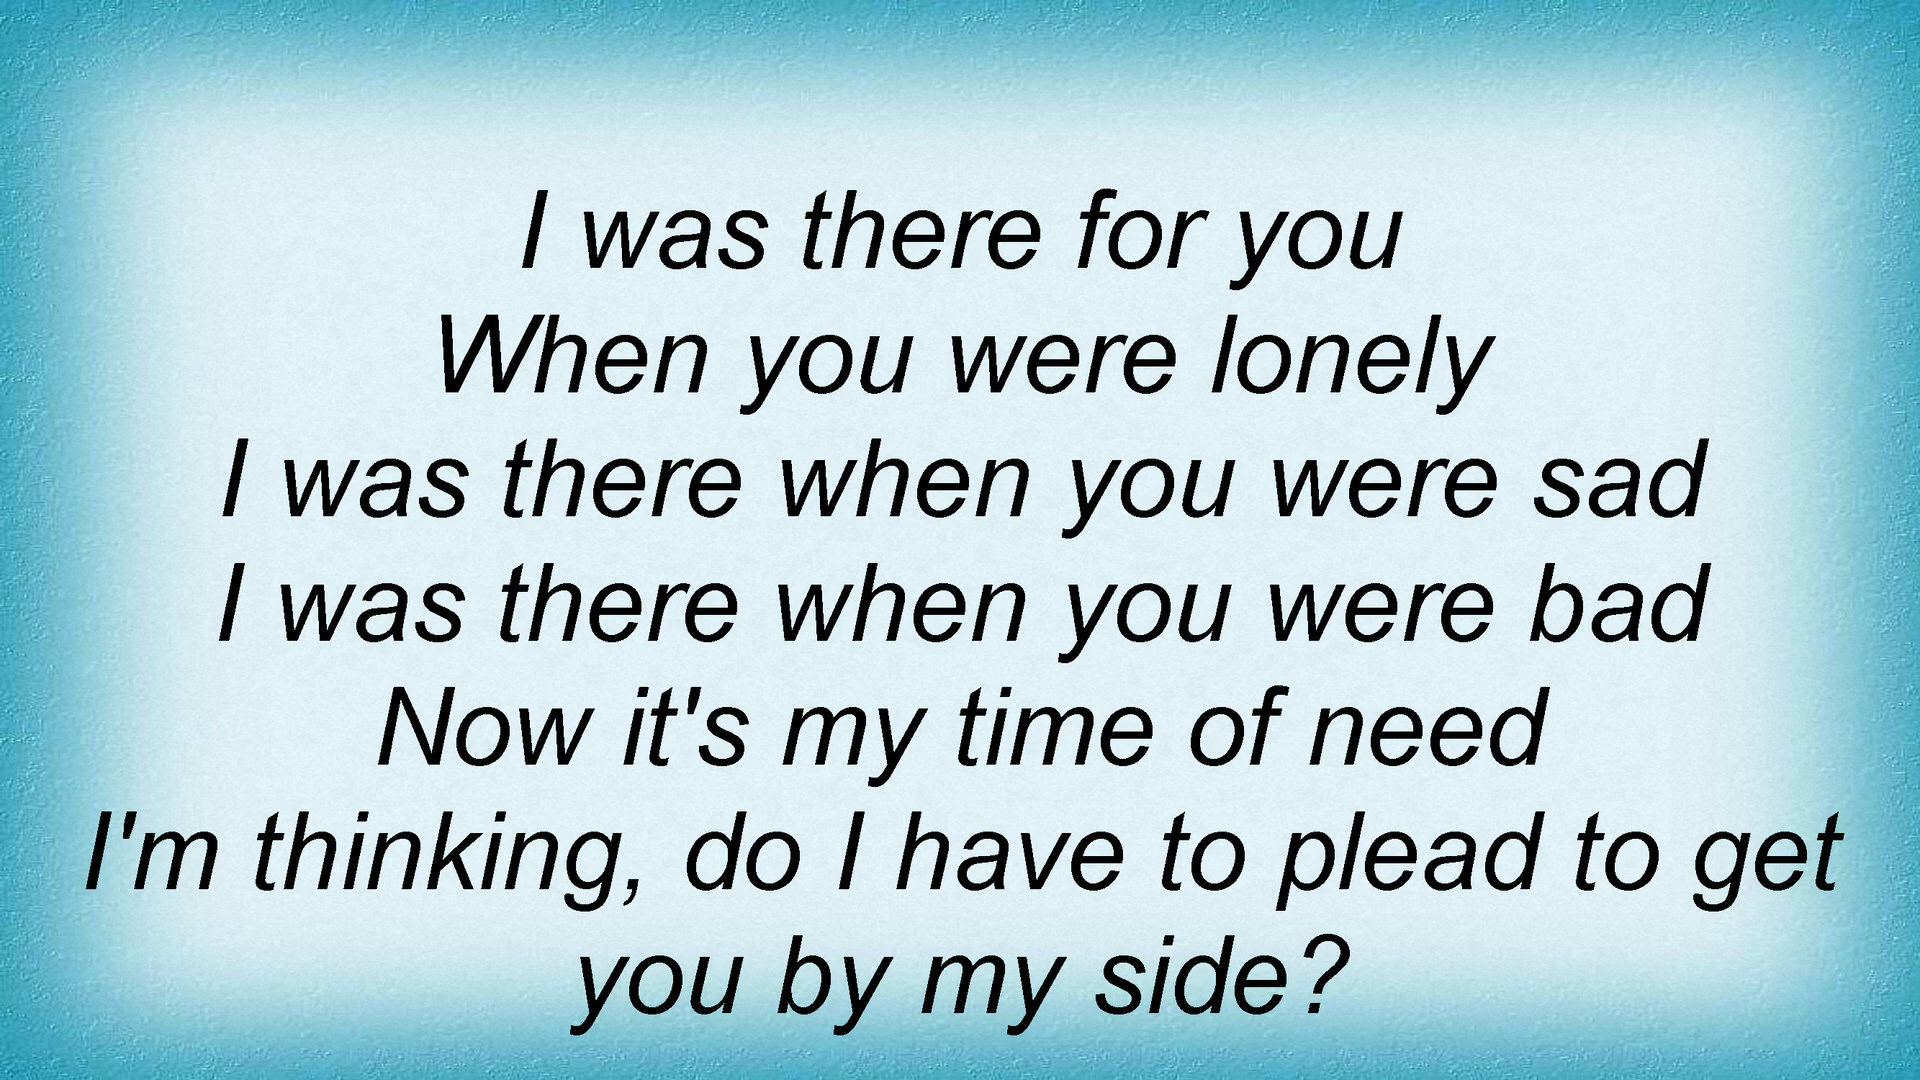 I was there for you
When you were lonely
I was there when you were sad
I was there when you were bad
Now it's my time of need
I'm thinking, do I have to plead to get
you by my side?